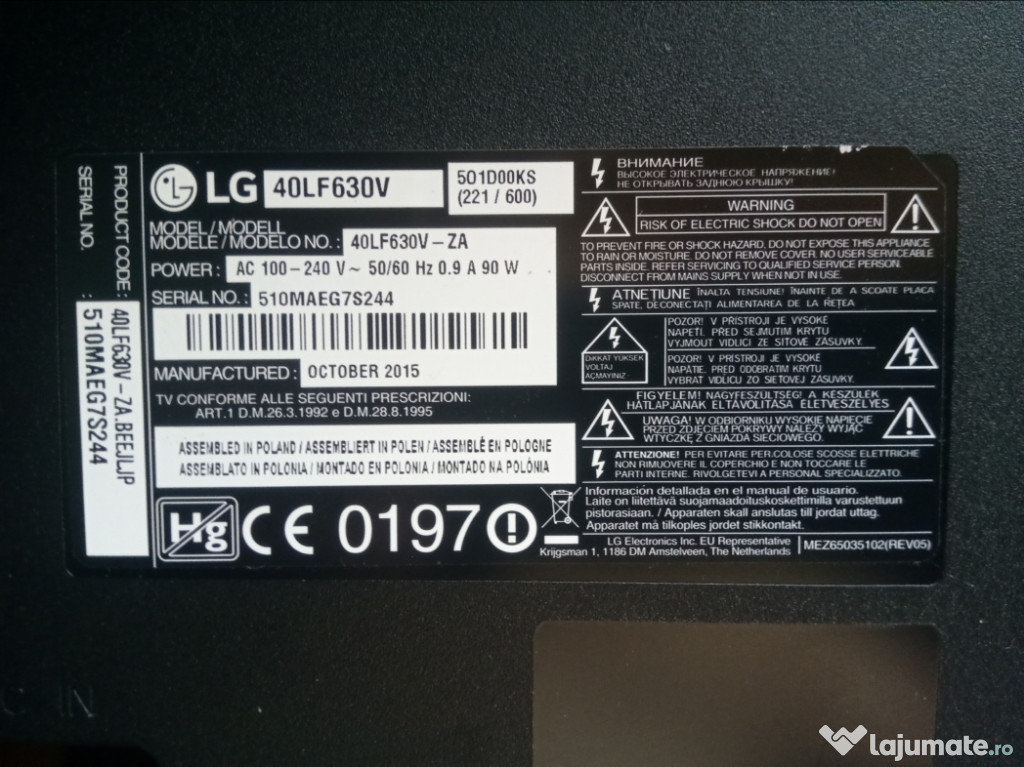 PRODUCT CODE : 40LF630V-ZA.BEEJLJP
SERIAL NO. : 510MAEG7S244
LG 40LF630V
501D00KS
(221 / 600)
MODEL / MODELL
MODELE / MODELO NO. : 40LF630V-ZA
POWER : AC 100-240 V ~ 50/60 Hz 0.9 A 90 W
SERIAL NO. : 510MAEG7S244
MANUFACTURED : OCTOBER 2015
TV CONFORME ALLE SEGUENTI PRESCRIZIONI:
ART.1 D.M.26.3.1992 e D.M.28.8.1995
ASSEMBLED IN POLAND / ASSEMBLIERT IN POLEN / ASSEMBLÉ EN POLOGNE
ASSEMBLATO IN POLONIA / MONTADO EN POLONIA / MONTADO NA POLÓNIA
Hg CE 0197
ВНИМАНИЕ
ВЫСОКОЕ ЭЛЕКТРИЧЕСКОЕ НАПРЯЖЕНИЕ!
НЕ ОТКРЫВАТЬ ЗАДНЮЮ КРЫШКУ!
WARNING
RISK OF ELECTRIC SHOCK DO NOT OPEN
TO PREVENT FIRE OR SHOCK HAZARD, DO NOT EXPOSE THIS APPLIANCE
TO RAIN OR MOISTURE. DO NOT REMOVE COVER. NO USER SERVICEABLE
PARTS INSIDE. REFER SERVICING TO QUALIFIED SERVICE PERSON.
DISCONNECT FROM MAINS SUPPLY WHEN NOT IN USE.
ATNEȚIUNE ÎNALTA TENSIUNE! ÎNAINTE DE A SCOATE PLACA
SPATE, DECONECTAȚI ALIMENTAREA DE LA REȚEA
DİKKAT YÜKSEK
VOLTAJ
AÇMAYINIZ
POZOR! V PŘÍSTROJI JE VYSOKÉ
NAPĚTÍ. PŘED SEJMUTÍM KRYTU
VYJMOUT VIDLICI ZE SÍŤOVÉ ZÁSUVKY.
POZOR! V PRÍSTROJI JE VYSOKÉ
NAPÄTIE. PRED ODOBRATÍM KRYTU
VYBRAŤ VIDLICU ZO SIEŤOVEJ ZÁSUVKY.
FIGYELEM! NAGYFESZÜLTSÉG! A KÉSZÜLÉK
HÁTLAPJÁNAK ELTÁVOLÍTÁSA ÉLETVESZÉLYES
UWAGA! W ODBIORNIKU WYSOKIE NAPIĘCIE
PRZED ZDJĘCIEM POKRYWY NALEŻY WYJĄĆ
WTYCZKĘ Z GNIAZDA SIECIOWEGO.
ATTENZIONE! PER EVITARE PERICOLOSE SCOSSE ELETTRICHE
NON RIMUOVERE IL COPERCHIO E NON TOCCARE LE
PARTI INTERNE. RIVOLGETEVI A PERSONALE SPECIALIZZATO.
Información detallada en el manual de usuario.
Laite on liitettävä suojamaadoituskoskettimilla varustettuun
pistorasiaan. / Apparaten skall anslutas till jordat uttag.
Apparatet må tilkoples jordet stikkontakt.
LG Electronics Inc. EU Representative
Krijgsman 1, 1186 DM Amstelveen, The Netherlands
MEZ65035102(REV05)
IN
lajumate.ro